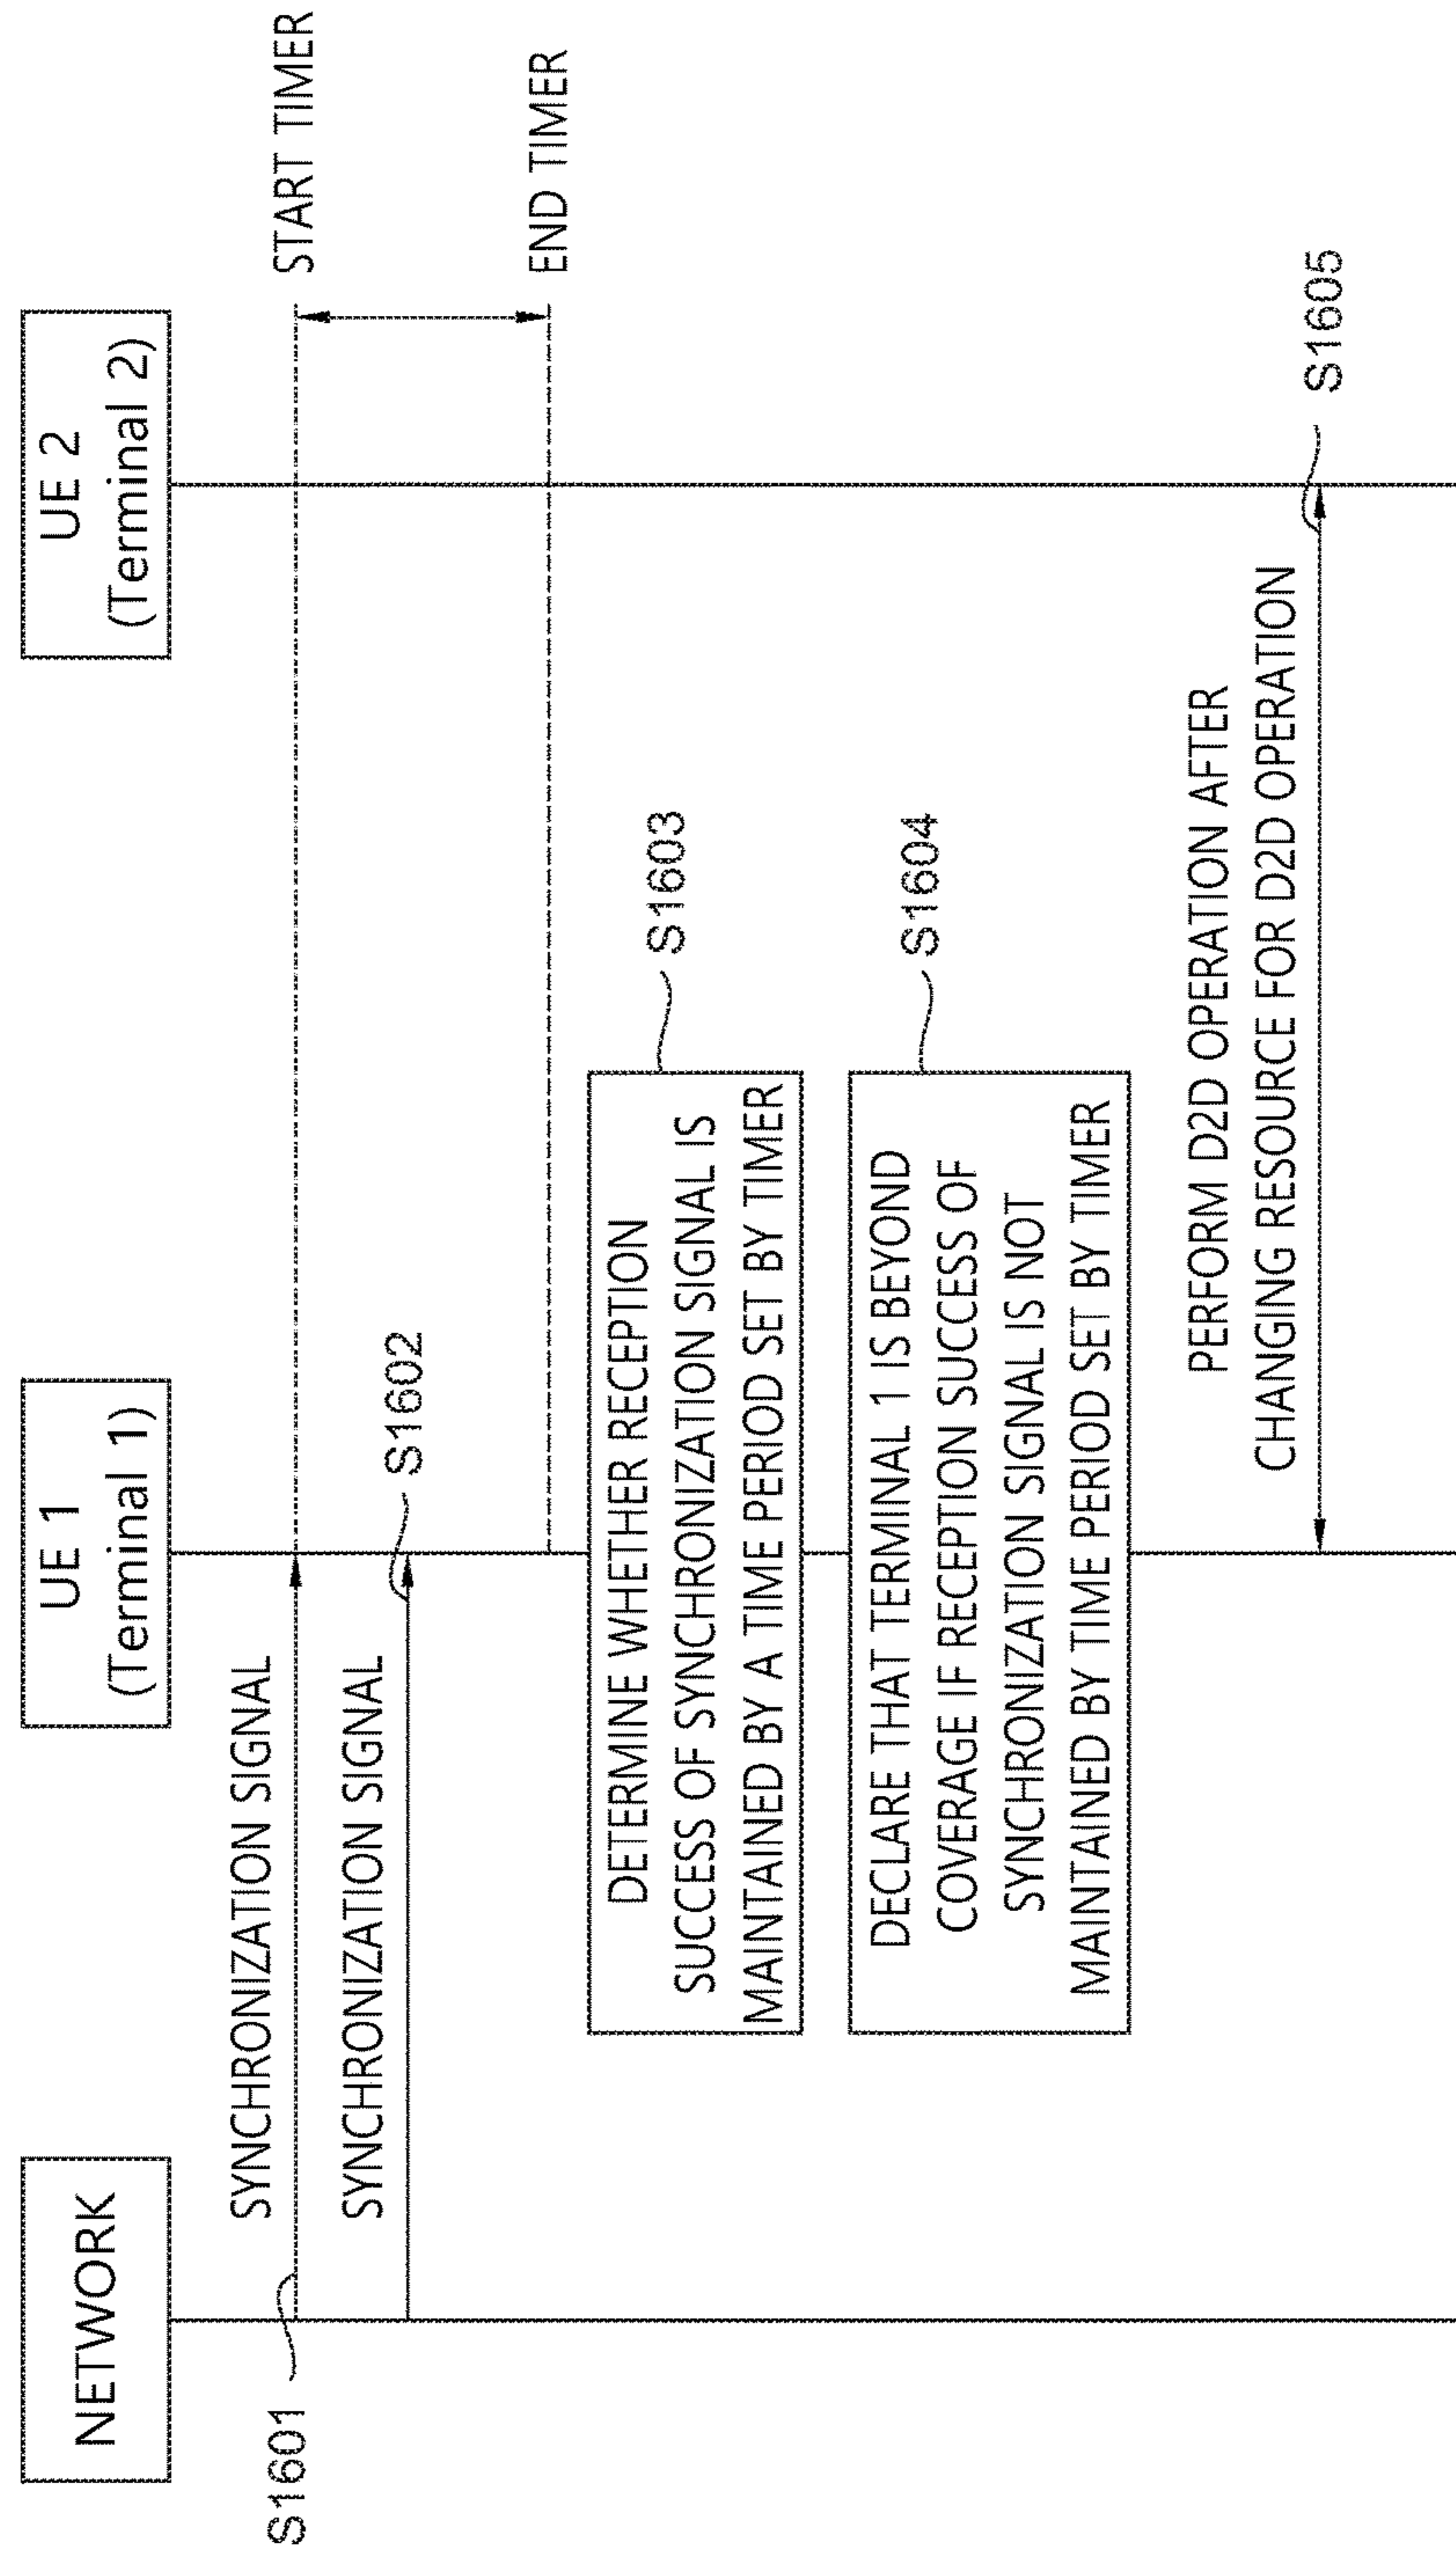 NETWORK
UE 1
(Terminal 1)
UE 2
(Terminal 2)
S1601
SYNCHRONIZATION SIGNAL
START TIMER
SYNCHRONIZATION SIGNAL
S1602
END TIMER
DETERMINE WHETHER RECEPTION
SUCCESS OF SYNCHRONIZATION SIGNAL IS
MAINTAINED BY A TIME PERIOD SET BY TIMER
S1603
DECLARE THAT TERMINAL 1 IS BEYOND
COVERAGE IF RECEPTION SUCCESS OF
SYNCHRONIZATION SIGNAL IS NOT
MAINTAINED BY TIME PERIOD SET BY TIMER
S1604
PERFORM D2D OPERATION AFTER
CHANGING RESOURCE FOR D2D OPERATION
S1605